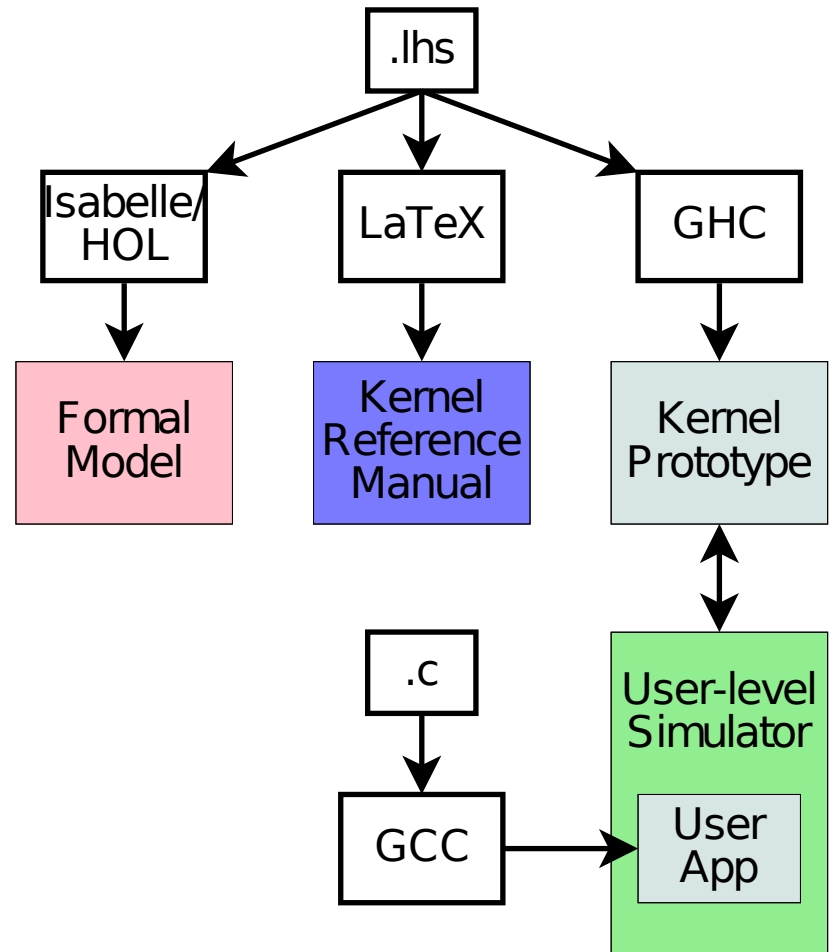 .lhs
Isabelle/
HOL
LaTeX
GHC
Formal
Model
Kernel
Reference
Manual
Kernel
Prototype
.c
User-level
Simulator
GCC
User
App